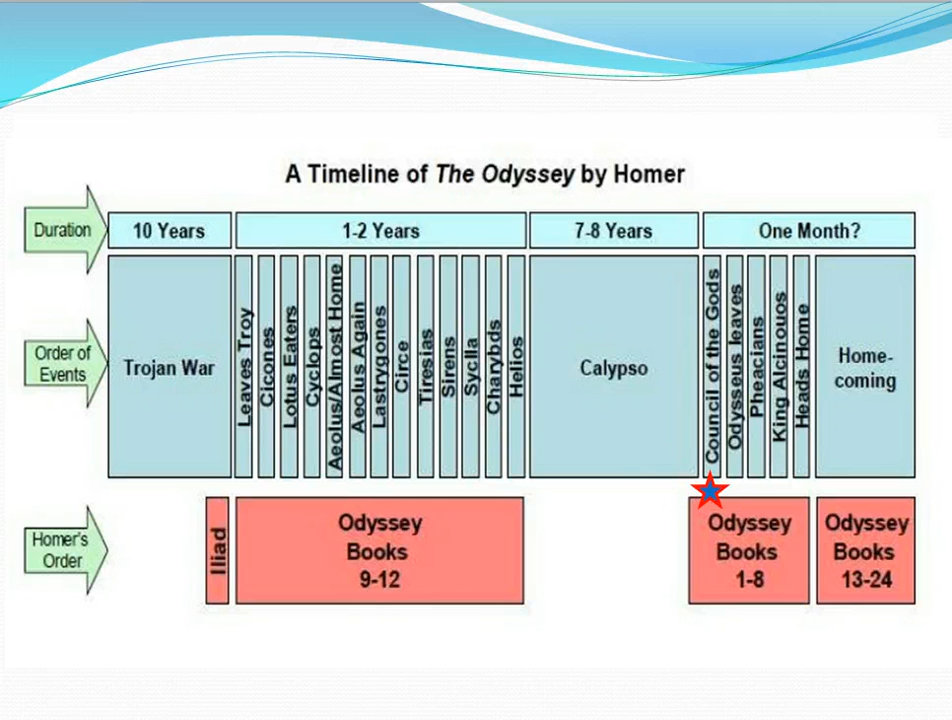 A Timeline of The Odyssey by Homer
Duration
10 Years
1-2 Years
7-8 Years
One Month?
Order of
Events
Trojan War
Leaves Troy
Cicones
Lotus Eaters
Cyclops
Aeolus/Almost Home
Aeolus Again
Lastrygones
Circe
Tiresias
Sirens
Syclla
Charybds
Helios
Calypso
Council of the Gods
Odysseus leaves
Pheacians
King Alcinouos
Heads Home
Home-
coming
Homer's
Order
Iliad
Odyssey
Books
9-12
Odyssey
Books
1-8
Odyssey
Books
13-24